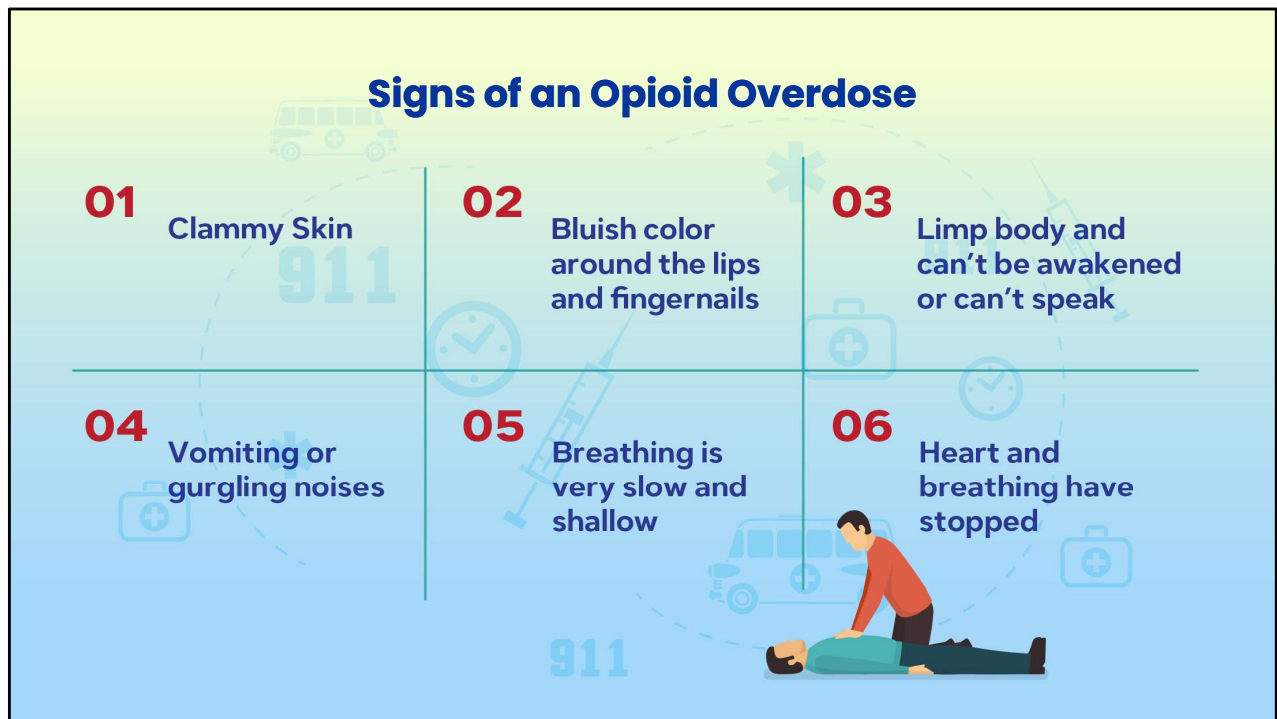 Signs of an Opioid Overdose
01
Clammy Skin
02
Bluish color
around the lips
and fingernails
03
Limp body and
can’t be awakened
or can’t speak
911
911
04
Vomiting or
gurgling noises
05
Breathing is
very slow and
shallow
06
Heart and
breathing have
stopped
911